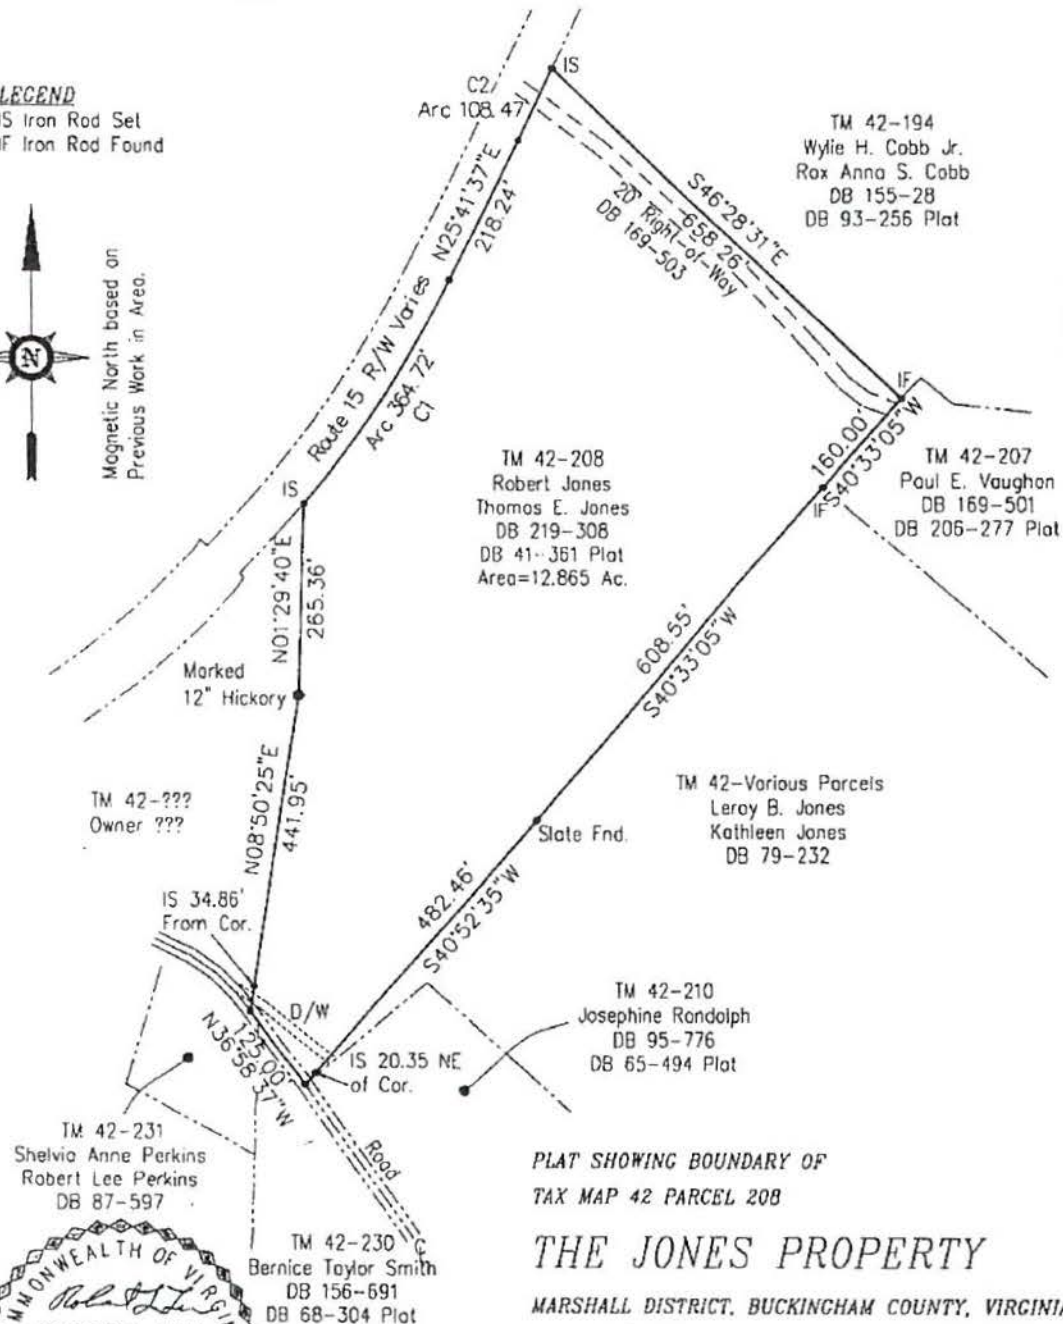 LEGEND
IS Iron Rod Set
IF Iron Rod Found
N
Magnetic North based on
Previous Work in Area.
C2
Arc 108.47'
IS
N25°41'37"E
218.24'
Route 15 R/W Varies
Arc 364.72'
C1
IS
S46°28'31"E
658.26'
20' Right-of-Way
DB 169-503
TM 42-194
Wylie H. Cobb Jr.
Rox Anna S. Cobb
DB 155-28
DB 93-256 Plat
IF
160.00'
S40°33'05"W
IF
TM 42-207
Paul E. Vaughan
DB 169-501
DB 206-277 Plat
TM 42-208
Robert Jones
Thomas E. Jones
DB 219-308
DB 41-361 Plat
Area=12.865 Ac.
N01°29'40"E
265.36'
Marked
12" Hickory
608.55'
S40°33'05"W
TM 42-???
Owner ???
N08°50'25"E
441.95'
TM 42-Various Parcels
Leroy B. Jones
Kathleen Jones
DB 79-232
Slate Fnd.
482.46'
S40°52'35"W
IS 34.86'
From Cor.
D/W
125.00'
N36°58'37"W
IS 20.35 NE
of Cor.
TM 42-210
Josephine Randolph
DB 95-776
DB 65-494 Plat
Road
TM 42-231
Shelvia Anne Perkins
Robert Lee Perkins
DB 87-597
TM 42-230
Bernice Taylor Smith
DB 156-691
DB 68-304 Plat
PLAT SHOWING BOUNDARY OF
TAX MAP 42 PARCEL 208
THE JONES PROPERTY
MARSHALL DISTRICT, BUCKINGHAM COUNTY, VIRGINIA
COMMONWEALTH OF VIRGINIA